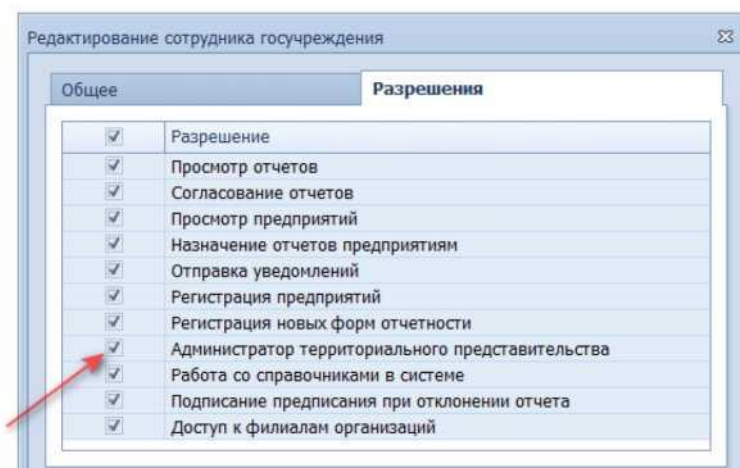 Редактирование сотрудника госучреждения
Общее
Разрешения
Разрешение
Просмотр отчетов
Согласование отчетов
Просмотр предприятий
Назначение отчетов предприятиям
Отправка уведомлений
Регистрация предприятий
Регистрация новых форм отчетности
Администратор территориального представительства
Работа со справочниками в системе
Подписание предписания при отклонении отчета
Доступ к филиалам организаций